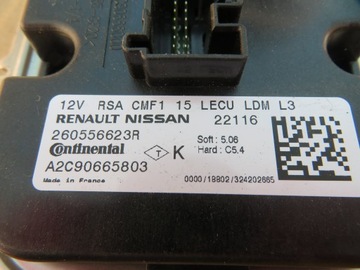 12V RSA CMF1 15 LECU LDM L3
RENAULT NISSAN 22116
260556623R
Soft : 5.06
Continental T K Hard : C5.4
A2C90665803
Made in France 0000/18802/324202665